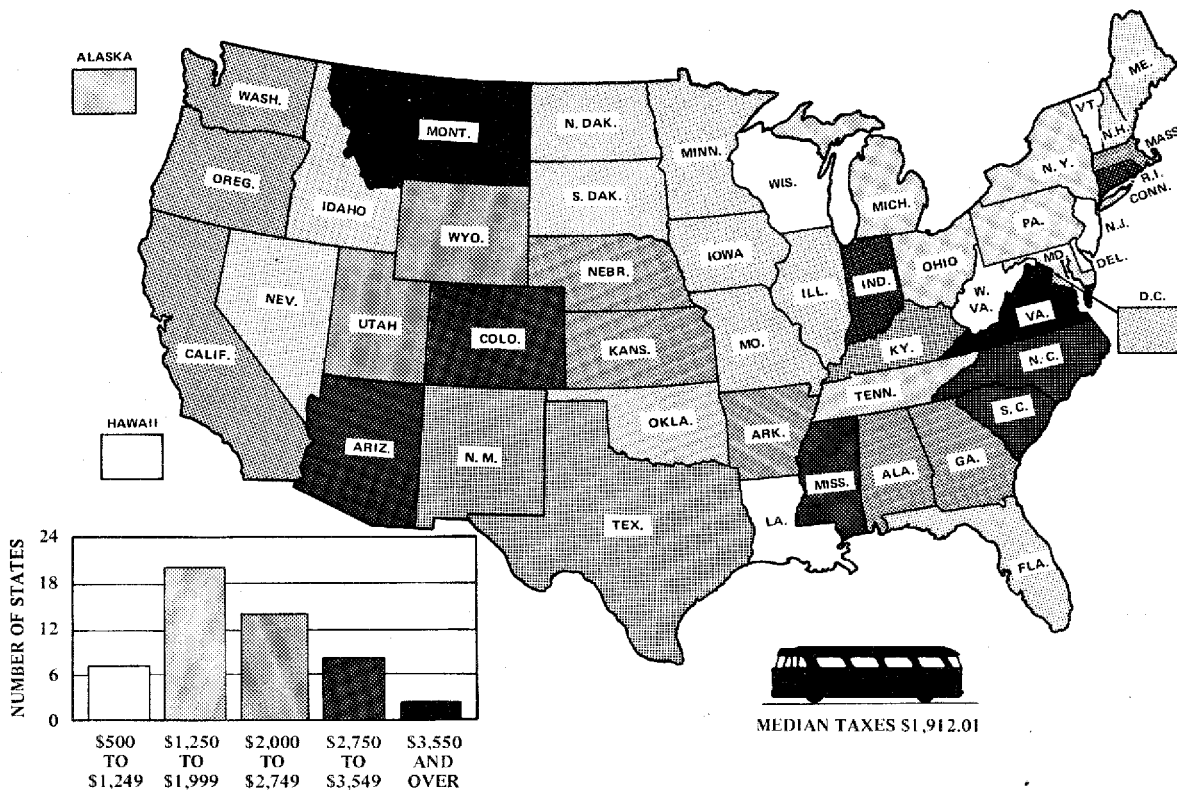 ALASKA
WASH.
MONT.
N. DAK.
MINN.
ME.
VT.
N.H.
MASS.
OREG.
IDAHO
S. DAK.
WIS.
MICH.
N. Y.
R.I.
CONN.
WYO.
IOWA
PA.
N.J.
NEV.
UTAH
COLO.
NEBR.
ILL.
IND.
OHIO
MD.
DEL.
W. VA.
VA.
D.C.
CALIF.
KANS.
MO.
KY.
N.C.
HAWAII
ARIZ.
N. M.
OKLA.
ARK.
TENN.
S. C.
TEX.
LA.
MISS.
ALA.
GA.
FLA.
NUMBER OF STATES
24
18
12
6
0
$500 TO $1,249
$1,250 TO $1,999
$2,000 TO $2,749
$2,750 TO $3,549
$3,550 AND OVER
MEDIAN TAXES $1,912.01